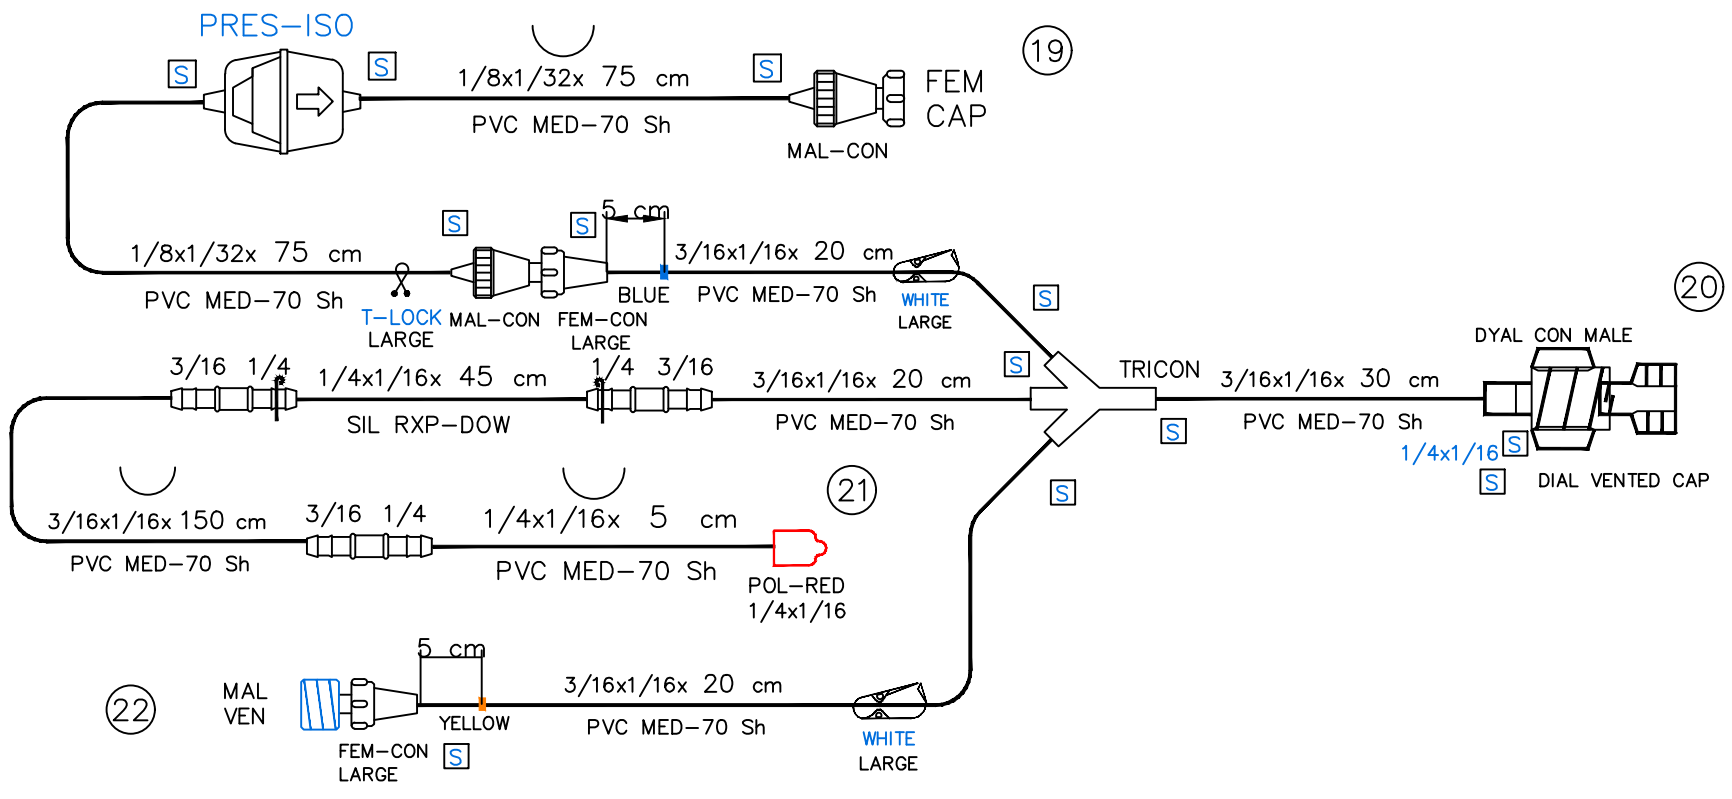 PRES-ISO
19
S
S
1/8x1/32x 75 cm
S
FEM
CAP
PVC MED-70 Sh
MAL-CON
S
S
5 cm
1/8x1/32x 75 cm
3/16x1/16x 20 cm
PVC MED-70 Sh
BLUE
PVC MED-70 Sh
WHITE
LARGE
S
20
T-LOCK
LARGE
MAL-CON
FEM-CON
LARGE
DYAL CON MALE
3/16 1/4
1/4x1/16x 45 cm
1/4 3/16
3/16x1/16x 20 cm
S
TRICON
3/16x1/16x 30 cm
SIL RXP-DOW
PVC MED-70 Sh
S
PVC MED-70 Sh
1/4x1/16
S
S
DIAL VENTED CAP
21
S
3/16x1/16x 150 cm
3/16 1/4
1/4x1/16x 5 cm
PVC MED-70 Sh
PVC MED-70 Sh
POL-RED
1/4x1/16
5 cm
22
MAL
VEN
3/16x1/16x 20 cm
YELLOW
PVC MED-70 Sh
FEM-CON
LARGE
S
WHITE
LARGE